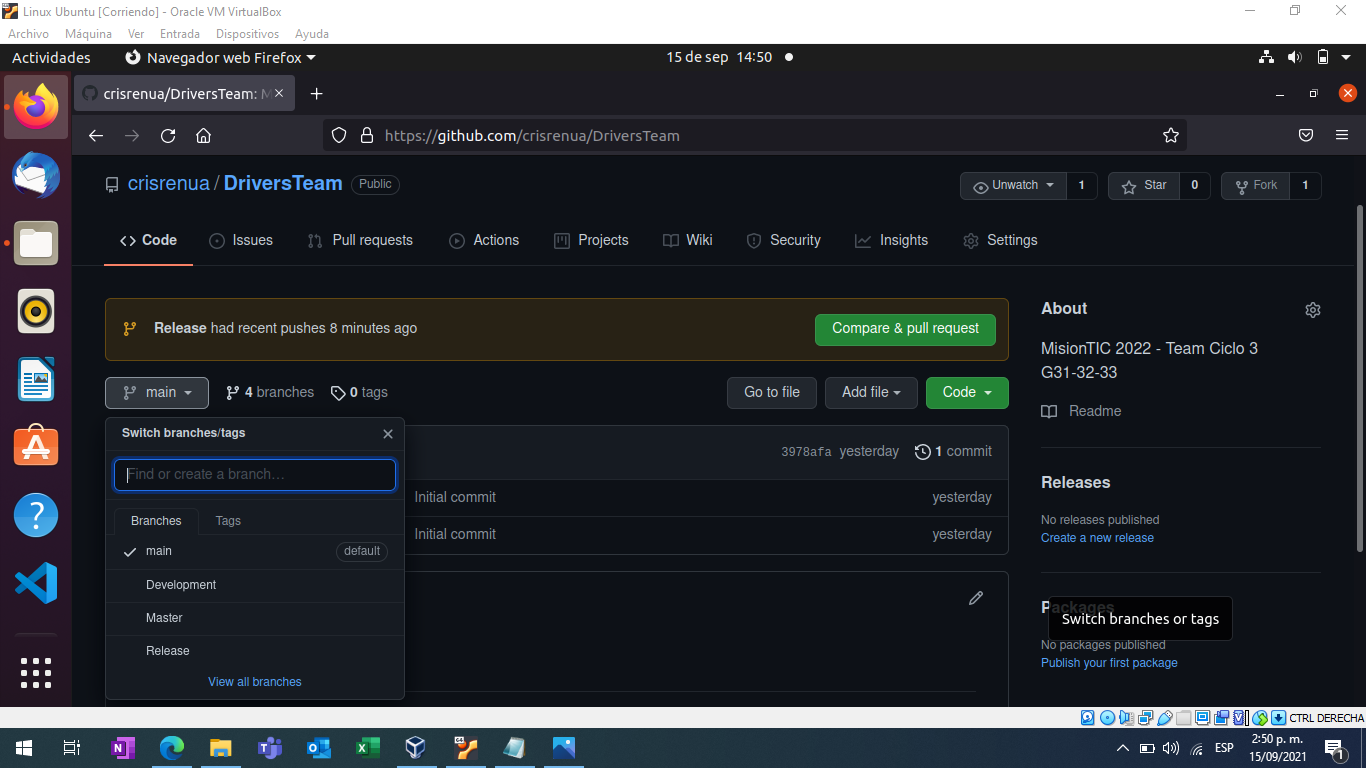 Linux Ubuntu [Corriendo] - Oracle VM VirtualBox
Archivo Máquina Ver Entrada Dispositivos Ayuda
Actividades Navegador web Firefox 15 de sep 14:50
crisrenua/DriversTeam: M
https://github.com/crisrenua/DriversTeam
crisrenua / DriversTeam Public
Unwatch 1 Star 0 Fork 1
Code Issues Pull requests Actions Projects Wiki Security Insights Settings
Release had recent pushes 8 minutes ago Compare & pull request
main 4 branches 0 tags Go to file Add file Code
Switch branches/tags
Find or create a branch...
Branches Tags
main default
Development
Master
Release
View all branches
3978afa yesterday 1 commit
Initial commit yesterday
Initial commit yesterday
About
MisionTIC 2022 - Team Ciclo 3
G31-32-33
Readme
Releases
No releases published
Create a new release
Packages
Switch branches or tags
No packages published
Publish your first package
CTRL DERECHA
ESP
2:50 p. m.
15/09/2021
1